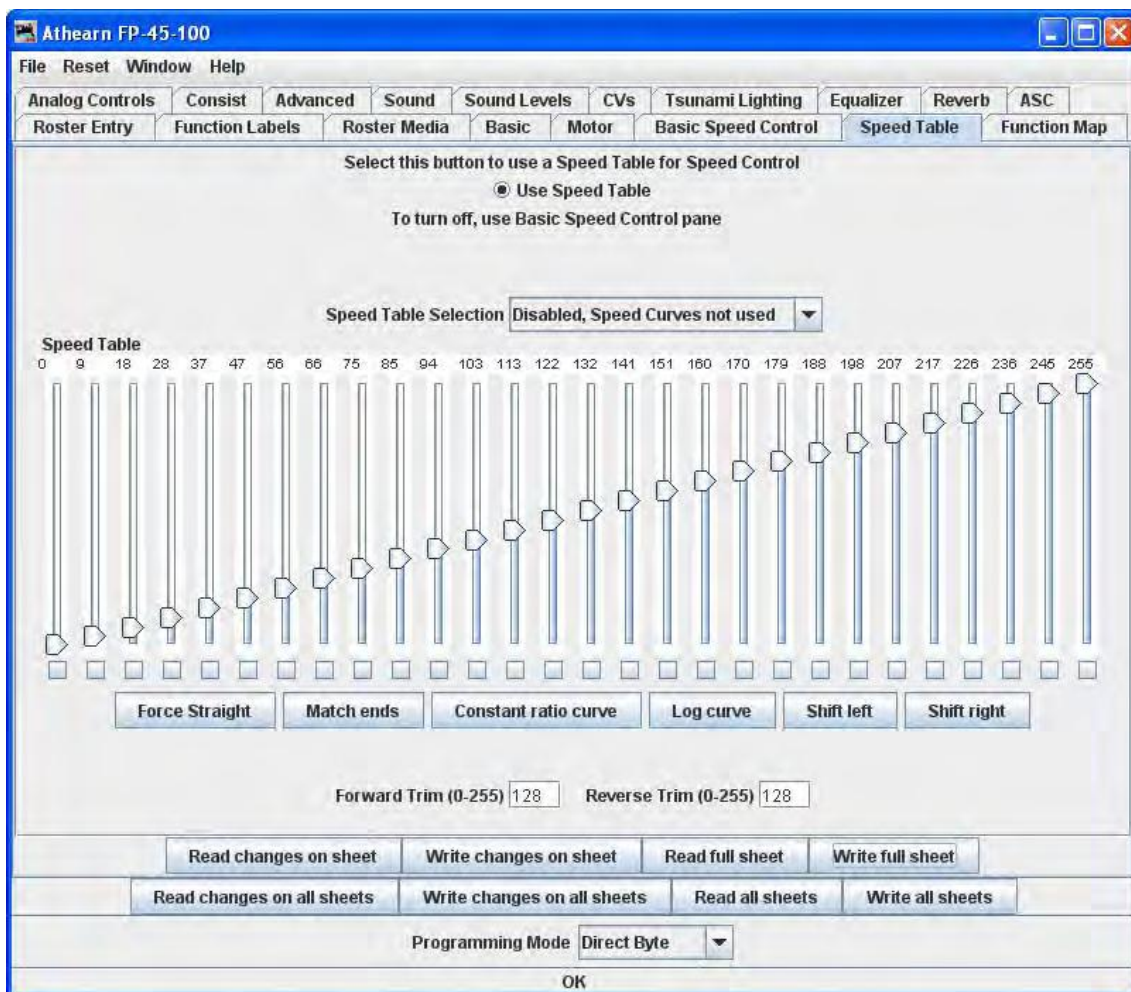 Athearn FP-45-100
File Reset Window Help
Analog Controls Consist Advanced Sound Sound Levels CVs Tsunami Lighting Equalizer Reverb ASC
Roster Entry Function Labels Roster Media Basic Motor Basic Speed Control Speed Table Function Map
Select this button to use a Speed Table for Speed Control
Use Speed Table
To turn off, use Basic Speed Control pane
Speed Table Selection Disabled, Speed Curves not used
Speed Table
0 9 18 28 37 47 56 66 75 85 94 103 113 122 132 141 151 160 170 179 188 198 207 217 226 236 245 255
Force Straight Match ends Constant ratio curve Log curve Shift left Shift right
Forward Trim (0-255) 128 Reverse Trim (0-255) 128
Read changes on sheet Write changes on sheet Read full sheet Write full sheet
Read changes on all sheets Write changes on all sheets Read all sheets Write all sheets
Programming Mode Direct Byte
OK